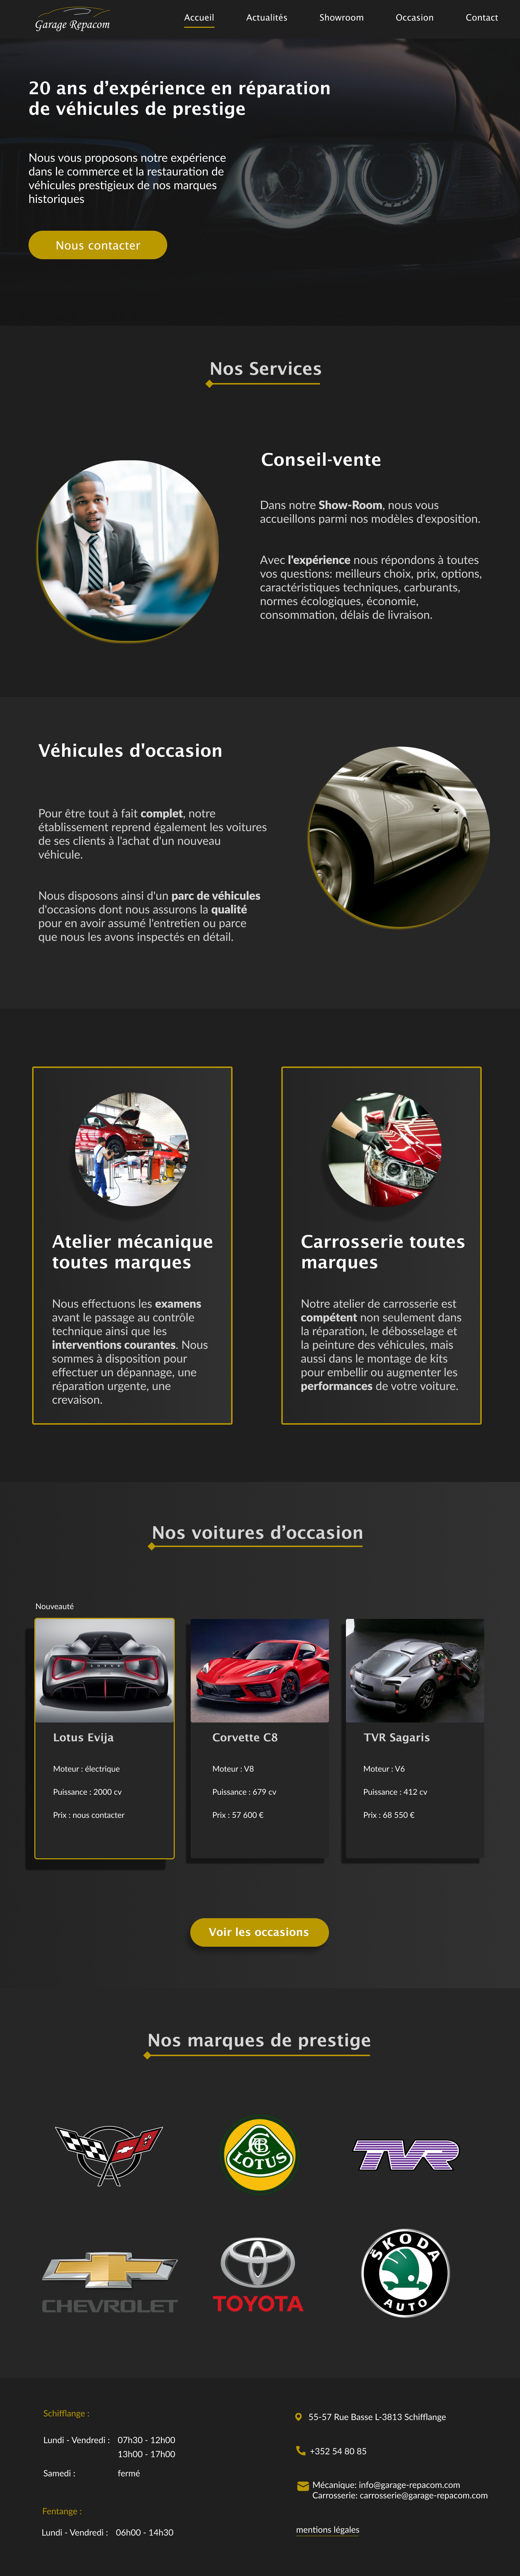 Garage Repacom
Accueil
Actualités
Showroom
Occasion
Contact
20 ans d’expérience en réparation
de véhicules de prestige
Nous vous proposons notre expérience
dans le commerce et la restauration de
véhicules prestigieux de nos marques
historiques
Nous contacter
Nos Services
Conseil-vente
Dans notre Show-Room, nous vous
accueillons parmi nos modèles d'exposition.
Avec l'expérience nous répondons à toutes
vos questions: meilleurs choix, prix, options,
caractéristiques techniques, carburants,
normes écologiques, économie,
consommation, délais de livraison.
Véhicules d'occasion
Pour être tout à fait complet, notre
établissement reprend également les voitures
de ses clients à l'achat d'un nouveau
véhicule.
Nous disposons ainsi d'un parc de véhicules
d'occasions dont nous assurons la qualité
pour en avoir assumé l'entretien ou parce
que nous les avons inspectés en détail.
Atelier mécanique
toutes marques
Nous effectuons les examens
avant le passage au contrôle
technique ainsi que les
interventions courantes. Nous
sommes à disposition pour
effectuer un dépannage, une
réparation urgente, une
crevaison.
Carrosserie toutes
marques
Notre atelier de carrosserie est
compétent non seulement dans
la réparation, le débosselage et
la peinture des véhicules, mais
aussi dans le montage de kits
pour embellir ou augmenter les
performances de votre voiture.
Nos voitures d’occasion
Nouveauté
Lotus Evija
Moteur : électrique
Puissance : 2000 cv
Prix : nous contacter
Corvette C8
Moteur : V8
Puissance : 679 cv
Prix : 57 600 €
TVR Sagaris
Moteur : V6
Puissance : 412 cv
Prix : 68 550 €
Voir les occasions
Nos marques de prestige
LOTUS
TVR
CHEVROLET
TOYOTA
ŠKODA
AUTO
Schifflange :
Lundi - Vendredi : 07h30 - 12h00
13h00 - 17h00
Samedi : fermé
Fentange :
Lundi - Vendredi : 06h00 - 14h30
55-57 Rue Basse L-3813 Schifflange
+352 54 80 85
Mécanique: info@garage-repacom.com
Carrosserie: carrosserie@garage-repacom.com
mentions légales